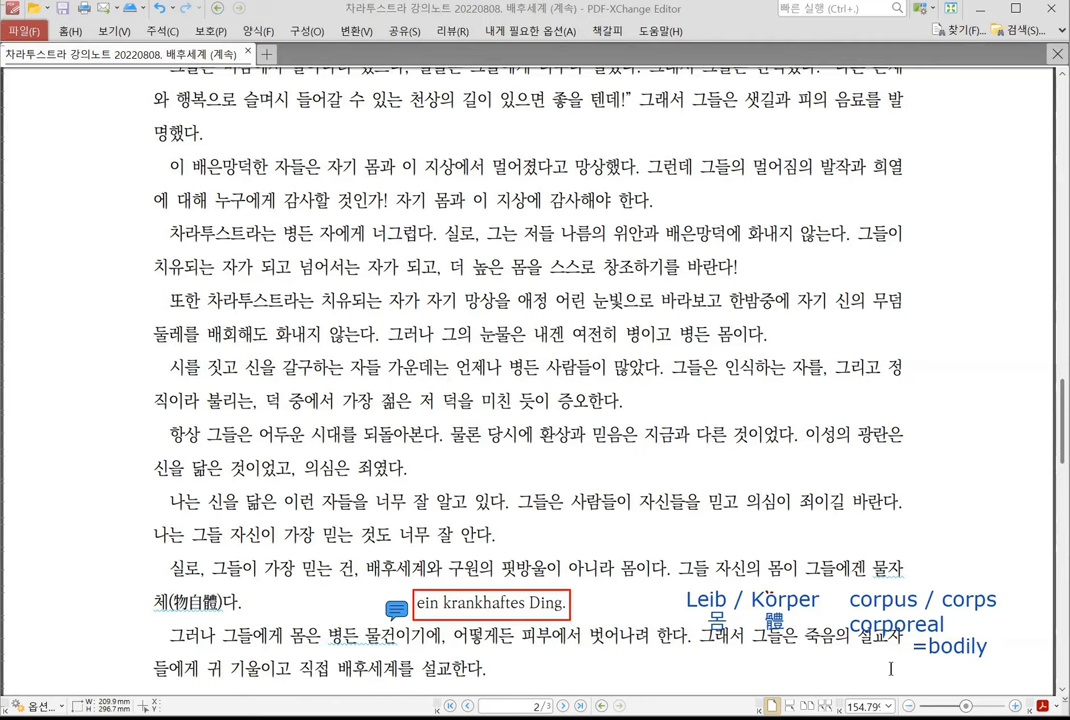 차라투스트라 강의노트 20220808. 배후세계 (계속) - PDF-XChange Editor
빠른 실행 (Ctrl+.)
파일(F) 홈(H) 보기(V) 주석(C) 보호(P) 양식(F) 구성(O) 변환(V) 공유(S) 리뷰(R) 내게 필요한 옵션(A) 책갈피 도움말(H) 찾기(F)... 검색(S)...
차라투스트라 강의노트 20220808. 배후세계 (계속)
와 행복으로 슬며시 들어갈 수 있는 천상의 길이 있으면 좋을 텐데!” 그래서 그들은 샛길과 피의 음료를 발
명했다.
이 배은망덕한 자들은 자기 몸과 이 지상에서 멀어졌다고 망상했다. 그런데 그들의 멀어짐의 발작과 희열
에 대해 누구에게 감사할 것인가! 자기 몸과 이 지상에 감사해야 한다.
차라투스트라는 병든 자에게 너그럽다. 실로, 그는 저들 나름의 위안과 배은망덕에 화내지 않는다. 그들이
치유되는 자가 되고 넘어서는 자가 되고, 더 높은 몸을 스스로 창조하기를 바란다!
또한 차라투스트라는 치유되는 자가 자기 망상을 애정 어린 눈빛으로 바라보고 한밤중에 자기 신의 무덤
둘레를 배회해도 화내지 않는다. 그러나 그의 눈물은 내겐 여전히 병이고 병든 몸이다.
시를 짓고 신을 갈구하는 자들 가운데는 언제나 병든 사람들이 많았다. 그들은 인식하는 자를, 그리고 정
직이라 불리는, 덕 중에서 가장 젊은 저 덕을 미친 듯이 증오한다.
항상 그들은 어두운 시대를 되돌아본다. 물론 당시에 환상과 믿음은 지금과 다른 것이었다. 이성의 광란은
신을 닮은 것이었고, 의심은 죄였다.
나는 신을 닮은 이런 자들을 너무 잘 알고 있다. 그들은 사람들이 자신들을 믿고 의심이 죄이길 바란다.
나는 그들 자신이 가장 믿는 것도 너무 잘 안다.
실로, 그들이 가장 믿는 건, 배후세계와 구원의 핏방울이 아니라 몸이다. 그들 자신의 몸이 그들에겐 물자
체(物自體)다.
ein krankhaftes Ding.
Leib / Körper corpus / corps
몸 體 corporeal
=bodily
그러나 그들에게 몸은 병든 물건이기에, 어떻게든 피부에서 벗어나려 한다. 그래서 그들은 죽음의 설교자
들에게 귀 기울이고 직접 배후세계를 설교한다.
옵션... W: 209.9mm H: 296.7mm X: Y: 2/3 154.79%